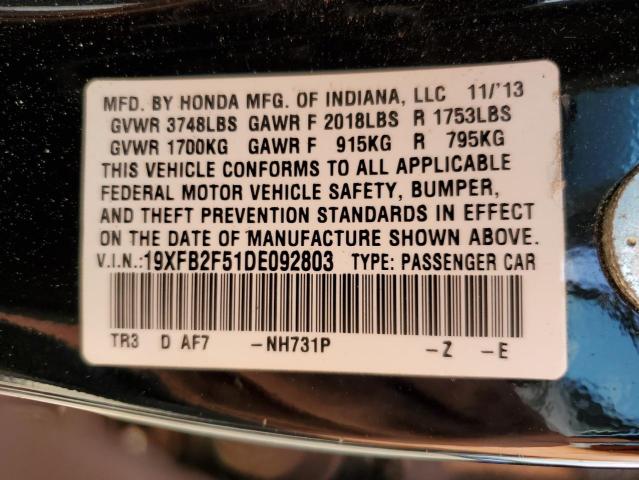 MFD. BY HONDA MFG. OF INDIANA, LLC 11/'13
GVWR 3748LBS GAWR F 2018LBS R 1753LBS
GVWR 1700KG GAWR F 915KG R 795KG
THIS VEHICLE CONFORMS TO ALL APPLICABLE
FEDERAL MOTOR VEHICLE SAFETY, BUMPER,
AND THEFT PREVENTION STANDARDS IN EFFECT
ON THE DATE OF MANUFACTURE SHOWN ABOVE.
V.I.N.:19XFB2F51DE092803 TYPE: PASSENGER CAR
TR3 D AF7 -NH731P -Z -E